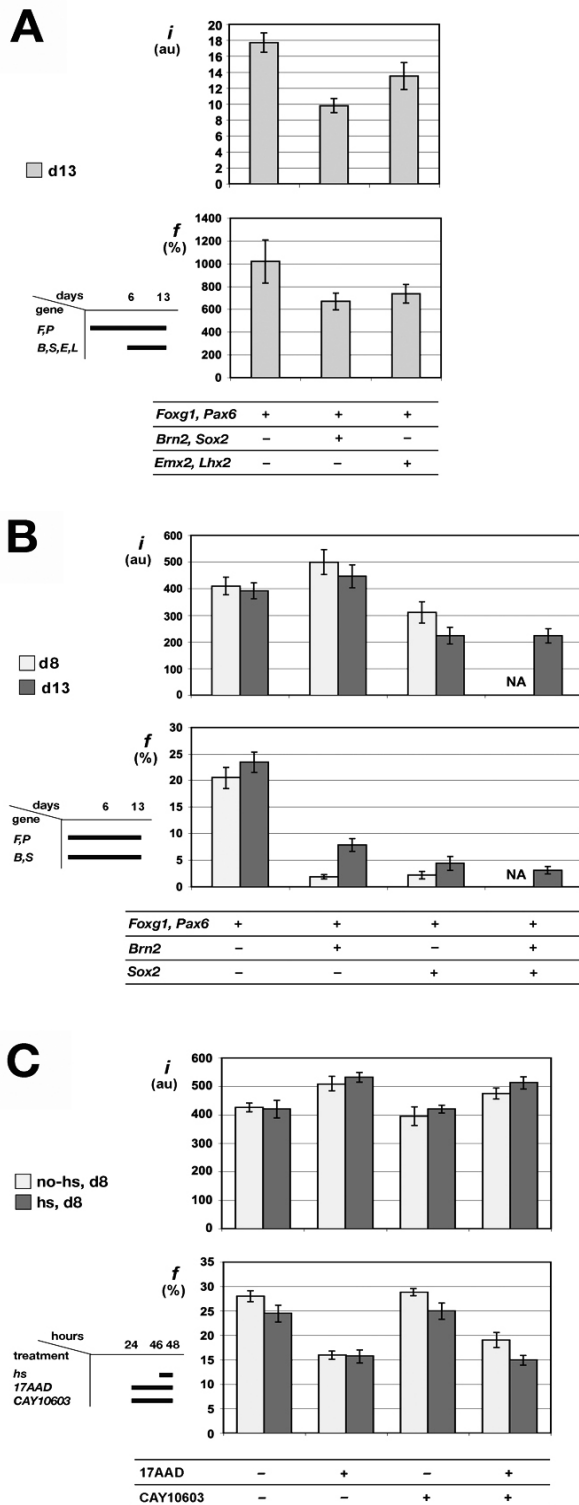 A
i
(au)
20
18
16
14
12
10
8
6
4
2
0
d13
f
(%)
1400
1200
1000
800
600
400
200
0
days 6 13
gene
F,P
B,S,E,L
Foxg1, Pax6 + + +
Brn2, Sox2 – + –
Emx2, Lhx2 – – +
B
i
(au)
600
500
400
300
200
100
0
NA
d8
d13
f
(%)
30
25
20
15
10
5
0
NA
days 6 13
gene
F,P
B,S
Foxg1, Pax6 + + + +
Brn2 – + – +
Sox2 – – + +
C
i
(au)
600
500
400
300
200
100
0
no-hs, d8
hs, d8
f
(%)
35
30
25
20
15
10
5
0
hours 24 46 48
treatment
hs
17AAD
CAY10603
17AAD – + – +
CAY10603 – – + +